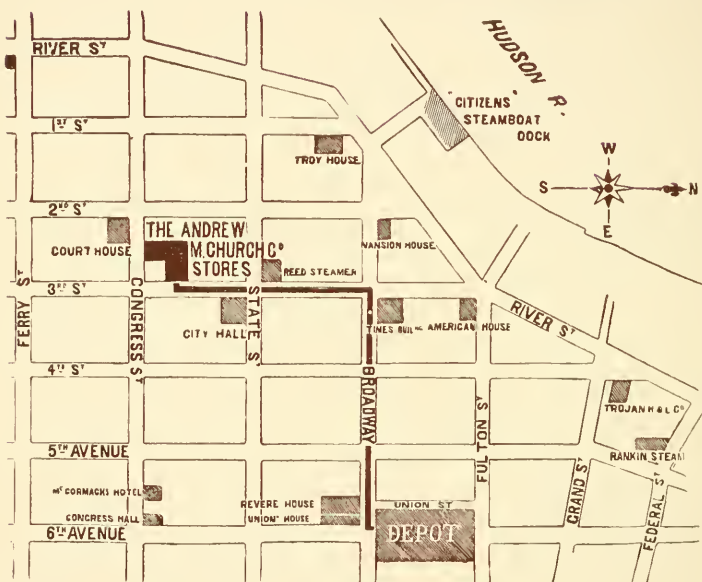 HUDSON R.
RIVER ST
"CITIZENS"
STEAMBOAT
DOCK
1ST ST
TROY HOUSE
W
S
N
E
2ND ST
THE ANDREW
M. CHURCH CO
STORES
COURT HOUSE
MANSION HOUSE
REED STEAMER
3RD ST
FERRY ST
CONGRESS ST
STATE ST
CITY HALL
TIMES BUILDNG
AMERICAN HOUSE
RIVER ST
4TH ST
BROADWAY
FULTON ST
TROJAN H & L CO
5TH AVENUE
RANKIN STEAM
GRAND ST
FEDERAL ST
MCCORMACKS HOTEL
REVERE HOUSE
UNION ST
CONGRESS HALL
UNION HOUSE
DEPOT
6TH AVENUE